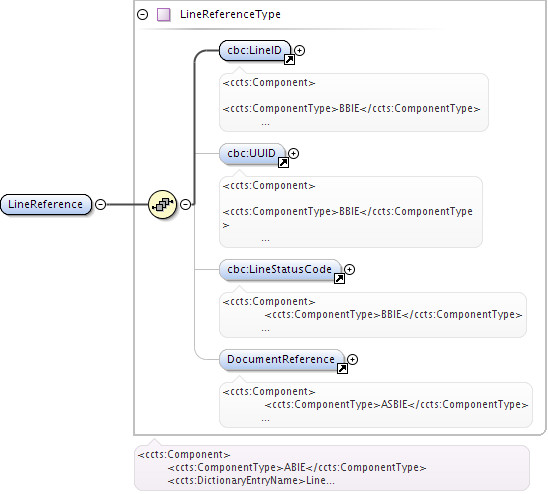 LineReferenceType
cbc:LineID
<ccts:Component>
<ccts:ComponentType>BBIE</ccts:ComponentType>
...
cbc:UUID
<ccts:Component>
<ccts:ComponentType>BBIE</ccts:ComponentType
>
...
LineReference
cbc:LineStatusCode
<ccts:Component>
<ccts:ComponentType>BBIE</ccts:ComponentType>
...
DocumentReference
<ccts:Component>
<ccts:ComponentType>ASBIE</ccts:ComponentType>
...
<ccts:Component>
<ccts:ComponentType>ABIE</ccts:ComponentType>
<ccts:DictionaryEntryName>Line...